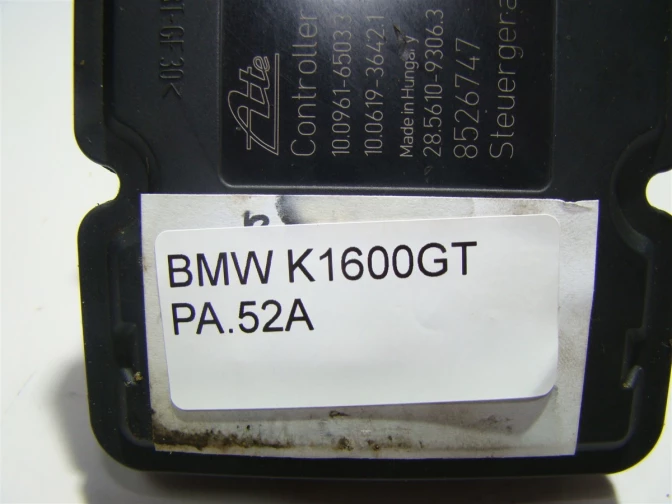 Ate
Controller
10.0961-6503.3
10.0619-3642.1
Made in Hungary
28.5610-9306.3
8526747
BMW K1600GT
PA.52A